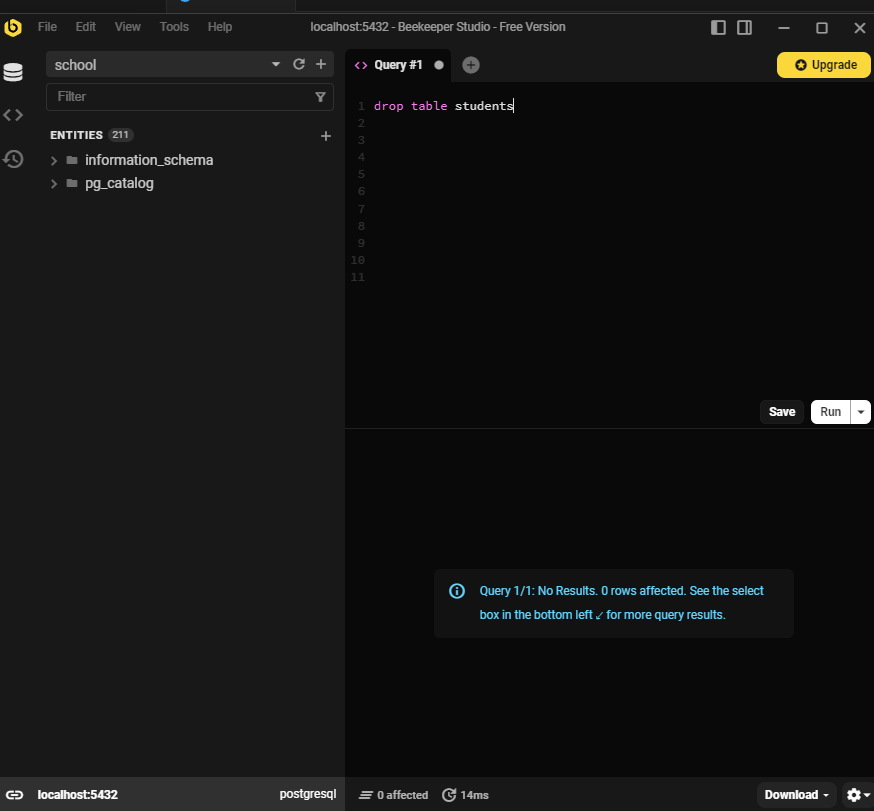 File Edit View Tools Help localhost:5432 - Beekeeper Studio - Free Version
school
Filter
ENTITIES 211
information_schema
pg_catalog
Query #1
Upgrade
1 drop table students
2
3
4
5
6
7
8
9
10
11
Save Run
Query 1/1: No Results. 0 rows affected. See the select
box in the bottom left ↙ for more query results.
localhost:5432 postgresql 0 affected 14ms Download